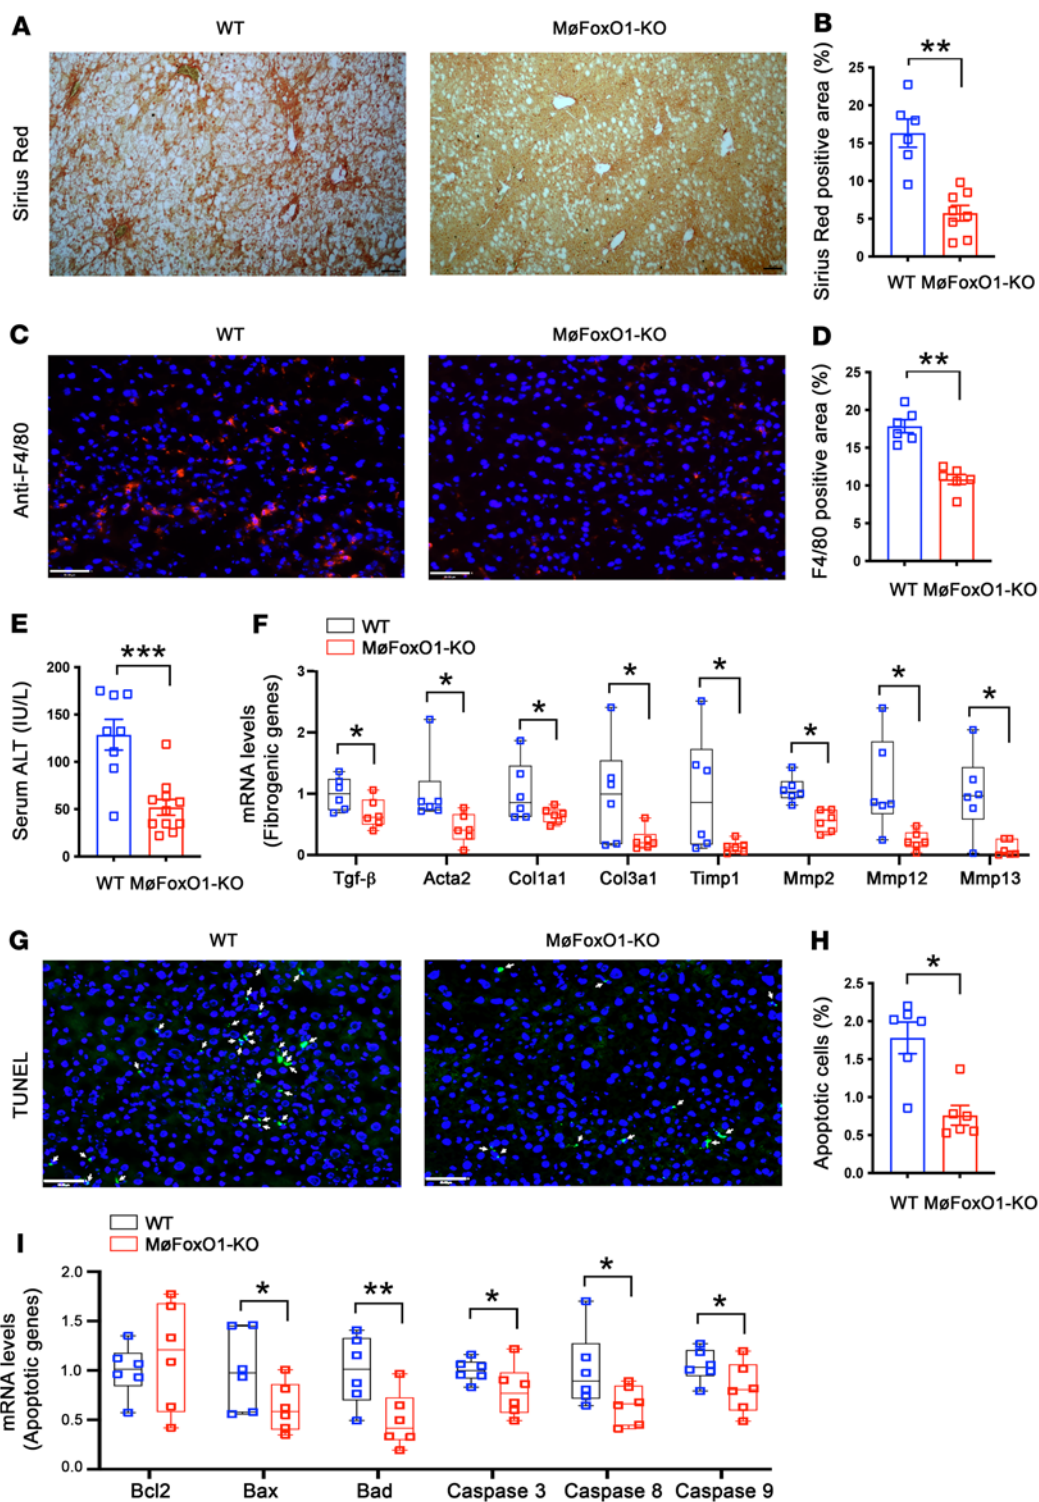 A
WT
MøFoxO1-KO
Sirius Red
B
Sirius Red positive area (%)
25
20
15
10
5
0
**
WT MøFoxO1-KO
C
WT
MøFoxO1-KO
Anti-F4/80
D
F4/80 positive area (%)
25
20
15
10
5
0
**
WT MøFoxO1-KO
E
Serum ALT (IU/L)
200
150
100
50
0
***
WT MøFoxO1-KO
F
WT
MøFoxO1-KO
mRNA levels
(Fibrogenic genes)
3
2
1
0
* * * * * * * *
Tgf-β Acta2 Col1a1 Col3a1 Timp1 Mmp2 Mmp12 Mmp13
G
WT
MøFoxO1-KO
TUNEL
H
Apoptotic cells (%)
2.5
2.0
1.5
1.0
0.5
0.0
*
WT MøFoxO1-KO
I
WT
MøFoxO1-KO
mRNA levels
(Apoptotic genes)
2.0
1.5
1.0
0.5
0.0
* ** * * *
Bcl2 Bax Bad Caspase 3 Caspase 8 Caspase 9